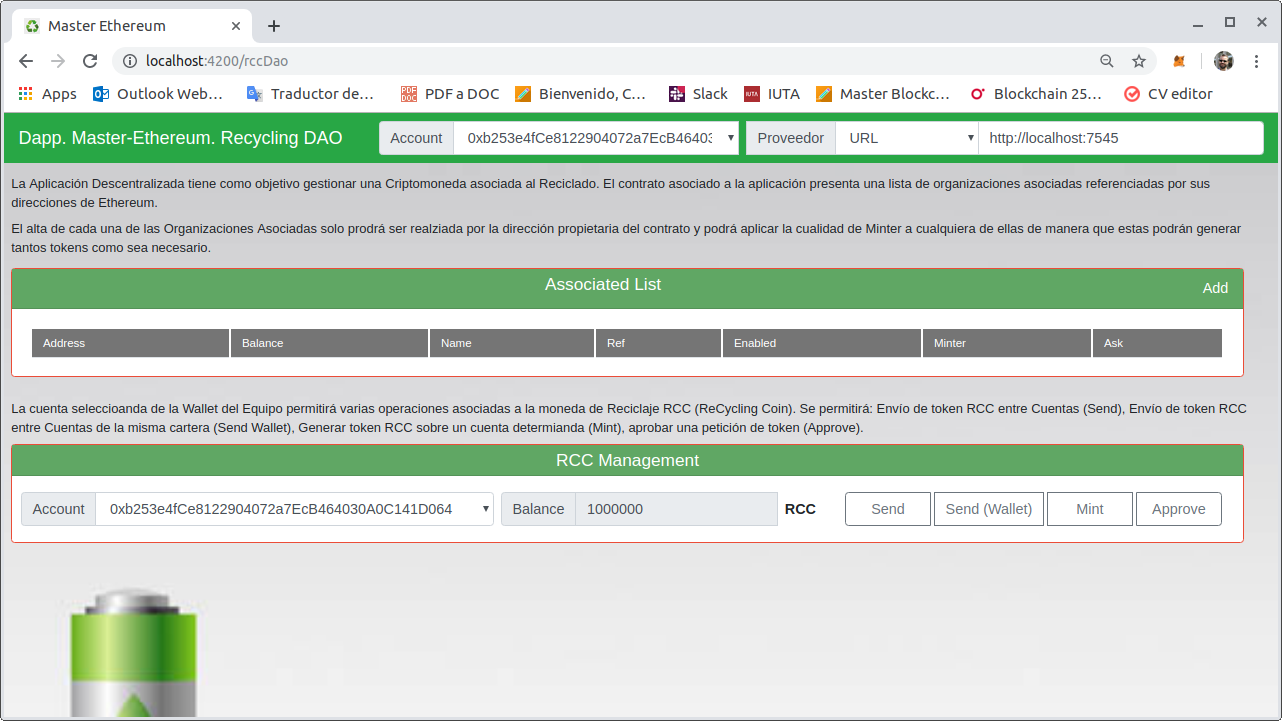 Master Ethereum
localhost:4200/rccDao
Apps Outlook Web… Traductor de… PDF a DOC Bienvenido, C… Slack IUTA Master Blockc… Blockchain 25… CV editor
Dapp. Master-Ethereum. Recycling DAO Account 0xb253e4fCe8122904072a7EcB46403 Proveedor URL http://localhost:7545
La Aplicación Descentralizada tiene como objetivo gestionar una Criptomoneda asociada al Reciclado. El contrato asociado a la aplicación presenta una lista de organizaciones asociadas referenciadas por sus
direcciones de Ethereum.
El alta de cada una de las Organizaciones Asociadas solo prodrá ser realziada por la dirección propietaria del contrato y podrá aplicar la cualidad de Minter a cualquiera de ellas de manera que estas podrán generar
tantos tokens como sea necesario.
Associated List Add
Address Balance Name Ref Enabled Minter Ask
La cuenta seleccioanda de la Wallet del Equipo permitirá varias operaciones asociadas a la moneda de Reciclaje RCC (ReCycling Coin). Se permitirá: Envío de token RCC entre Cuentas (Send), Envío de token RCC
entre Cuentas de la misma cartera (Send Wallet), Generar token RCC sobre un cuenta determianda (Mint), aprobar una petición de token (Approve).
RCC Management
Account 0xb253e4fCe8122904072a7EcB464030A0C141D064 Balance 1000000 RCC Send Send (Wallet) Mint Approve